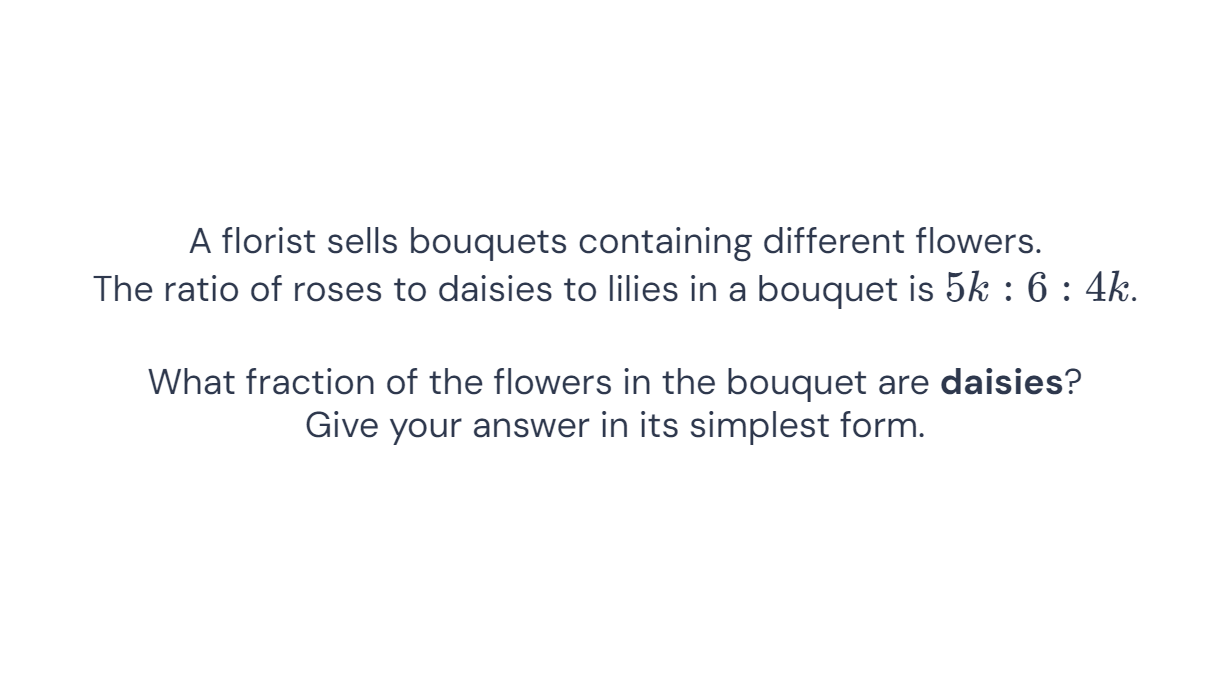 A florist sells bouquets containing different flowers.
The ratio of roses to daisies to lilies in a bouquet is 5k : 6 : 4k.
What fraction of the flowers in the bouquet are daisies?
Give your answer in its simplest form.